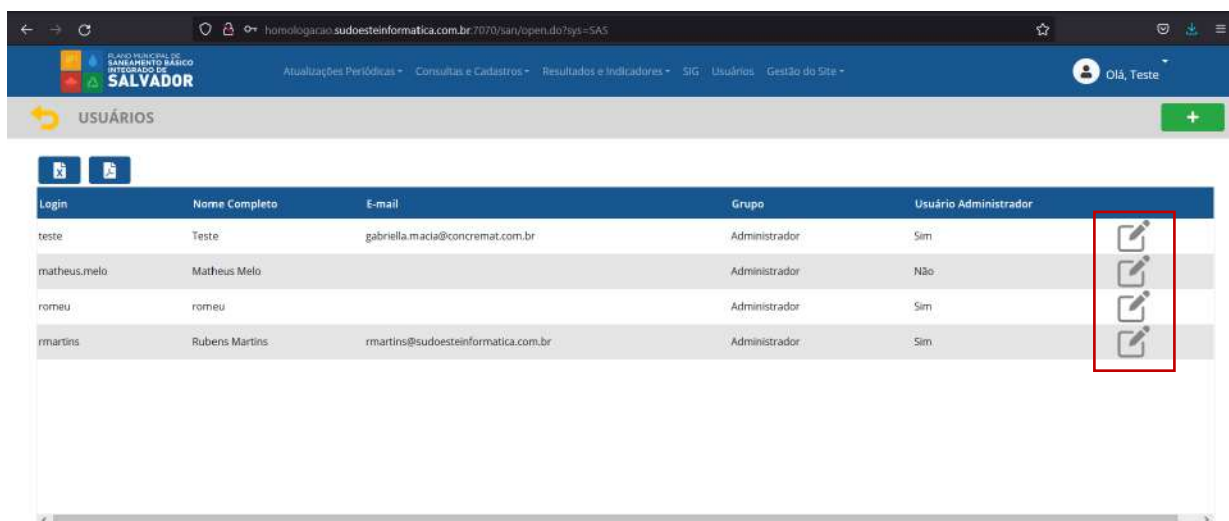 homologacao.sudoesteinformatica.com.br:7070/san/open.do?sys=SAS
PLANO MUNICIPAL DE
SANEAMENTO BÁSICO
INTEGRADO DE
SALVADOR
Atualizações Periódicas Consultas e Cadastros Resultados e Indicadores SIG Usuários Gestão do Site
Olá, Teste
USUÁRIOS
+
Login Nome Completo E-mail Grupo Usuário Administrador
teste Teste gabriella.macia@concremat.com.br Administrador Sim
matheus.melo Matheus Melo Administrador Não
romeu romeu Administrador Sim
rmartins Rubens Martins rmartins@sudoesteinformatica.com.br Administrador Sim